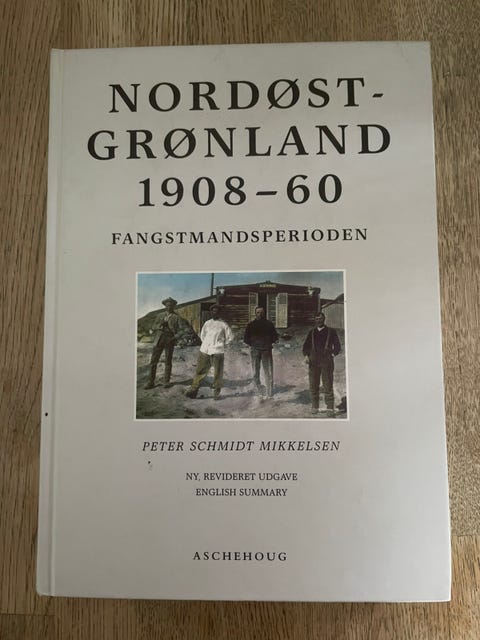 NORDØST-
GRØNLAND
1908–60
FANGSTMANDSPERIODEN
PETER SCHMIDT MIKKELSEN
NY, REVIDERET UDGAVE
ENGLISH SUMMARY
ASCHEHOUG